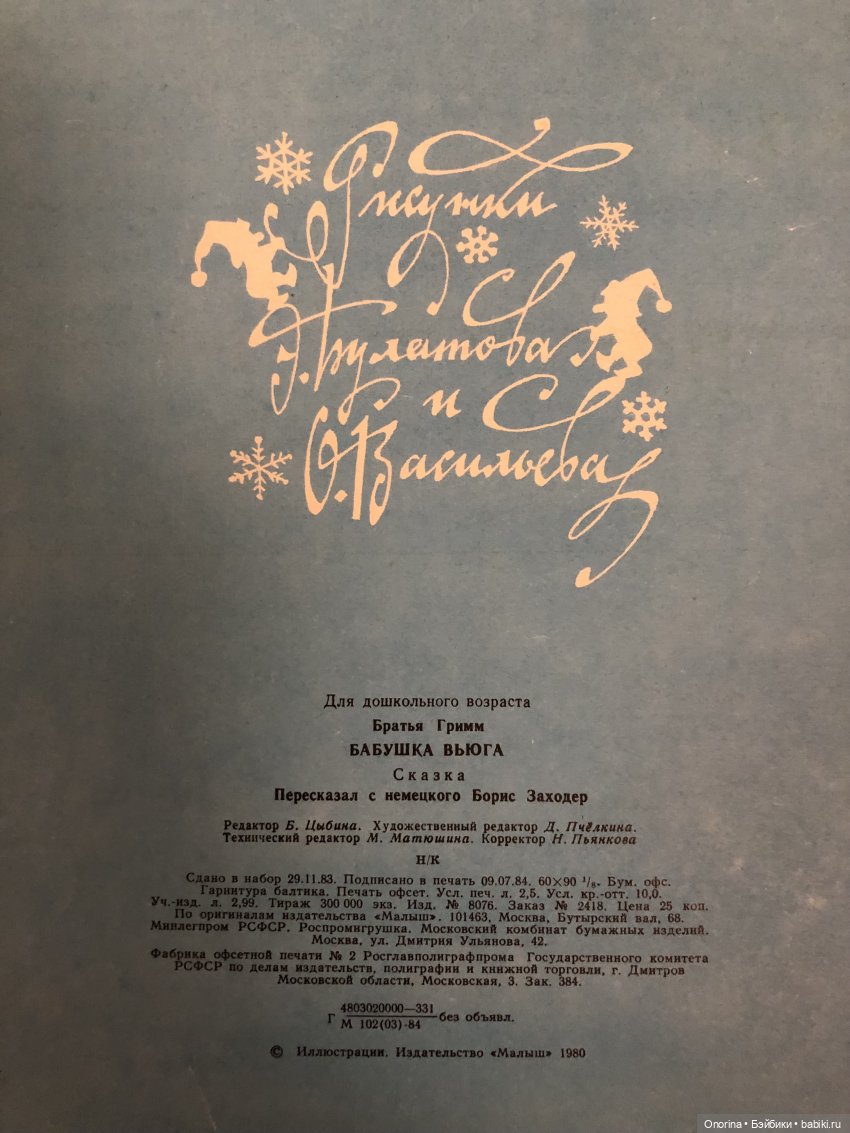 Рисунки
Э. Булатова
и
О. Васильева
Для дошкольного возраста
Братья Гримм
БАБУШКА ВЬЮГА
Сказка
Пересказал с немецкого Борис Заходер
Редактор Б. Цыбина. Художественный редактор Д. Пчёлкина.
Технический редактор М. Матюшина. Корректор Н. Пьянкова
Н/К
Сдано в набор 29.11.83. Подписано в печать 09.07.84. 60×90 1/8. Бум. офс.
Гарнитура балтика. Печать офсет. Усл. печ. л. 2,5. Усл. кр.-отт. 10,0.
Уч.-изд. л. 2,99. Тираж 300 000 экз. Изд. № 8076. Заказ № 2418. Цена 25 коп.
По оригиналам издательства «Малыш». 101463, Москва, Бутырский вал, 68.
Минлегпром РСФСР. Роспромигрушка. Московский комбинат бумажных изделий.
Москва, ул. Дмитрия Ульянова, 42.
Фабрика офсетной печати № 2 Росглавполиграфпрома Государственного комитета
РСФСР по делам издательств, полиграфии и книжной торговли, г. Дмитров
Московской области, Московская, 3. Зак. 384.
Г 4803020000—331
М 102(03)-84 без объявл.
© Иллюстрации. Издательство «Малыш» 1980
Onorina • Бэйбики • babiki.ru